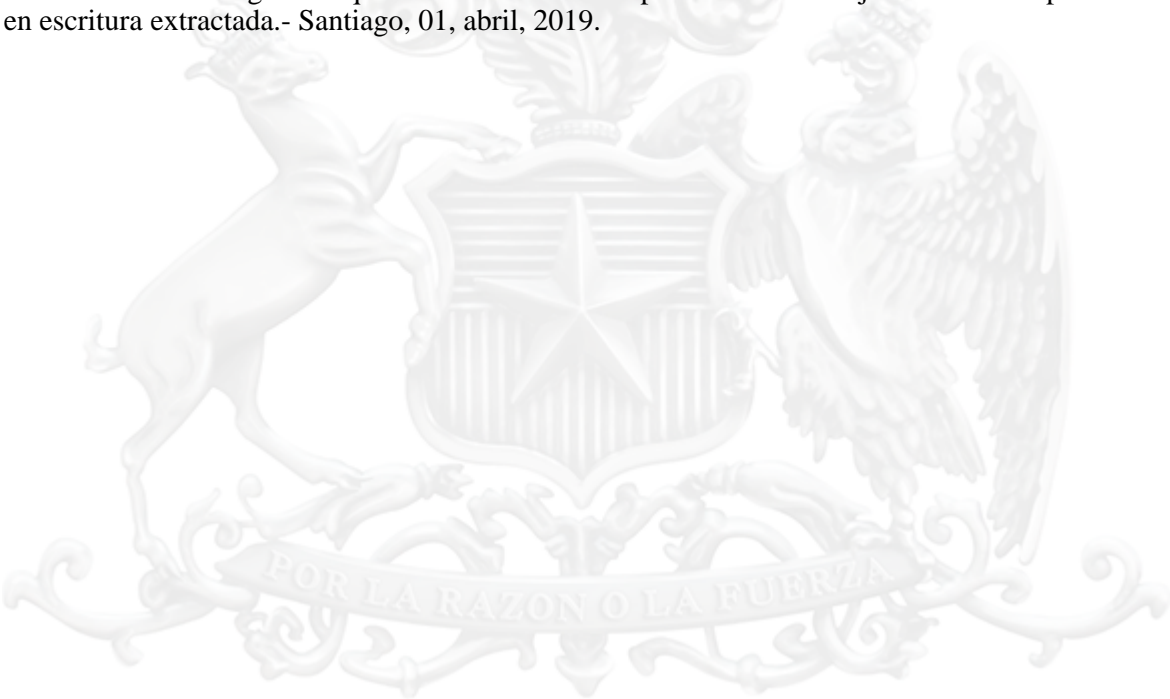 en escritura extractada.- Santiago, 01, abril, 2019.
POR LA RAZON O LA FUERZA